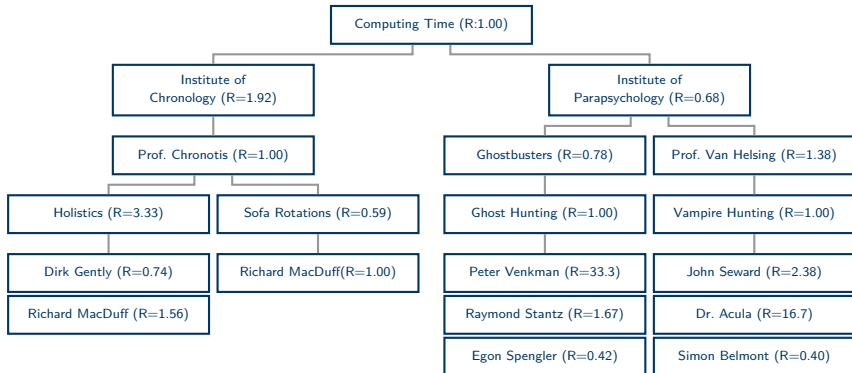 Computing Time (R:1.00)
Institute of
Chronology (R=1.92)
Institute of
Parapsychology (R=0.68)
Prof. Chronotis (R=1.00)
Ghostbusters (R=0.78)
Prof. Van Helsing (R=1.38)
Holistics (R=3.33)
Sofa Rotations (R=0.59)
Ghost Hunting (R=1.00)
Vampire Hunting (R=1.00)
Dirk Gently (R=0.74)
Richard MacDuff(R=1.00)
Peter Venkman (R=33.3)
John Seward (R=2.38)
Richard MacDuff (R=1.56)
Raymond Stantz (R=1.67)
Dr. Acula (R=16.7)
Egon Spengler (R=0.42)
Simon Belmont (R=0.40)